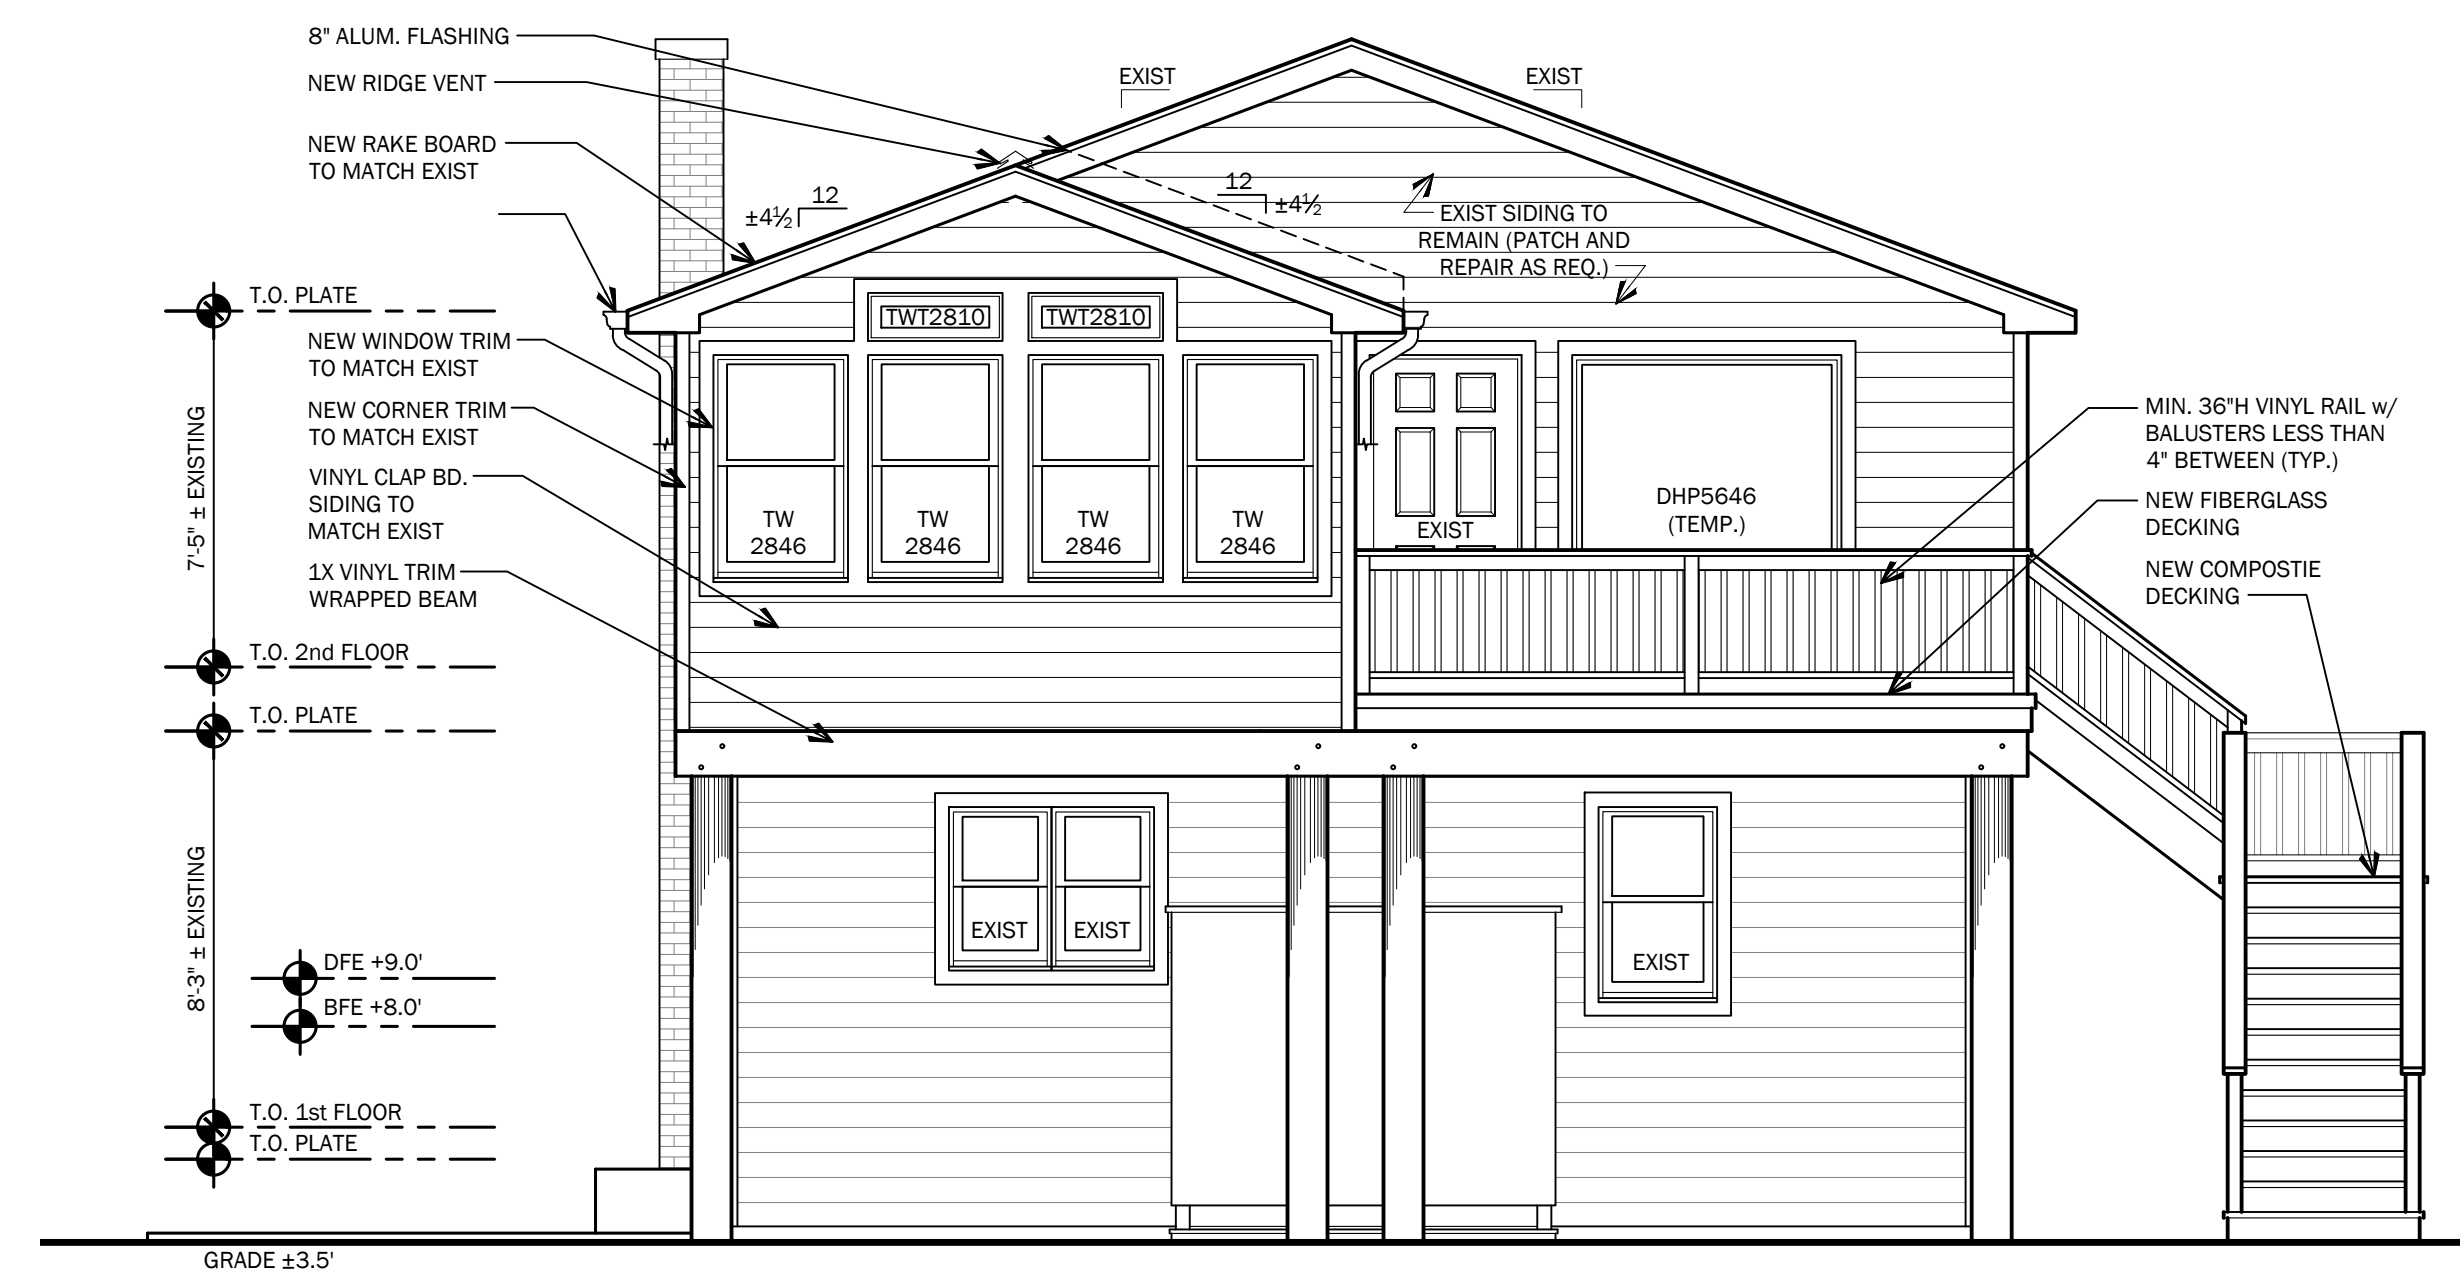 8" ALUM. FLASHING
NEW RIDGE VENT
NEW RAKE BOARD
TO MATCH EXIST
EXIST
EXIST
12
±4½
12
±4½
EXIST SIDING TO
REMAIN (PATCH AND
REPAIR AS REQ.)
T.O. PLATE
TWT2810
TWT2810
NEW WINDOW TRIM
TO MATCH EXIST
NEW CORNER TRIM
TO MATCH EXIST
VINYL CLAP BD.
SIDING TO
MATCH EXIST
1X VINYL TRIM
WRAPPED BEAM
7'-5" ± EXISTING
TW
2846
TW
2846
TW
2846
TW
2846
EXIST
DHP5646
(TEMP.)
MIN. 36"H VINYL RAIL w/
BALUSTERS LESS THAN
4" BETWEEN (TYP.)
NEW FIBERGLASS
DECKING
NEW COMPOSTIE
DECKING
T.O. 2nd FLOOR
T.O. PLATE
8'-3" ± EXISTING
EXIST
EXIST
EXIST
DFE +9.0'
BFE +8.0'
T.O. 1st FLOOR
T.O. PLATE
GRADE ±3.5'